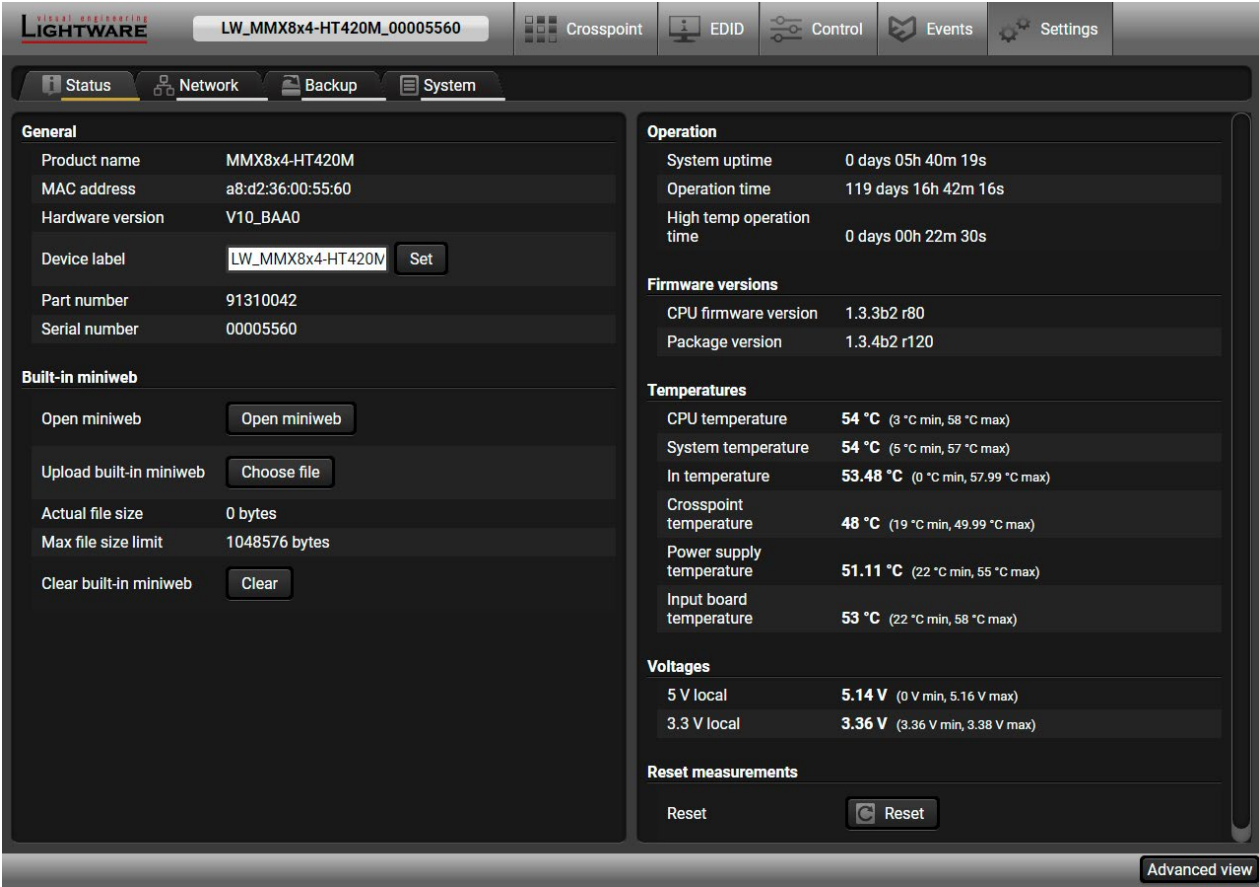 visual engineering
LIGHTWARE
LW_MMX8x4-HT420M_00005560
Crosspoint
EDID
Control
Events
Settings
Status
Network
Backup
System
General
Product name MMX8x4-HT420M
MAC address a8:d2:36:00:55:60
Hardware version V10_BAA0
Device label LW_MMX8x4-HT420M Set
Part number 91310042
Serial number 00005560
Built-in miniweb
Open miniweb Open miniweb
Upload built-in miniweb Choose file
Actual file size 0 bytes
Max file size limit 1048576 bytes
Clear built-in miniweb Clear
Operation
System uptime 0 days 05h 40m 19s
Operation time 119 days 16h 42m 16s
High temp operation
time 0 days 00h 22m 30s
Firmware versions
CPU firmware version 1.3.3b2 r80
Package version 1.3.4b2 r120
Temperatures
CPU temperature 54 °C (3 °C min, 58 °C max)
System temperature 54 °C (5 °C min, 57 °C max)
In temperature 53.48 °C (0 °C min, 57.99 °C max)
Crosspoint
temperature 48 °C (19 °C min, 49.99 °C max)
Power supply
temperature 51.11 °C (22 °C min, 55 °C max)
Input board
temperature 53 °C (22 °C min, 58 °C max)
Voltages
5 V local 5.14 V (0 V min, 5.16 V max)
3.3 V local 3.36 V (3.36 V min, 3.38 V max)
Reset measurements
Reset Reset
Advanced view